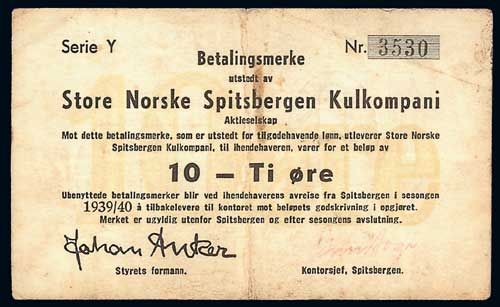 Serie Y
Nr. 3530
Betalingsmerke
utstedt av
Store Norske Spitsbergen Kulkompani
Aktieselskap
Mot dette betalingsmerke, som er utstedt for tilgodehavende lønn, utleverer Store Norske
Spitsbergen Kulkompani, til ihendehaveren, varer for et beløp av
10 — Ti øre
Ubenyttede betalingsmerker blir ved ihendehaverens avreise fra Spitsbergen i sesongen
1939/40 å tilbakelevere til kontoret mot beløpets godskrivning i opgjøret.
Merket er ugyldig utenfor Spitsbergen og efter sesongens avslutning.
Johan Anker
Styrets formann.
Kontorsjef, Spitsbergen.